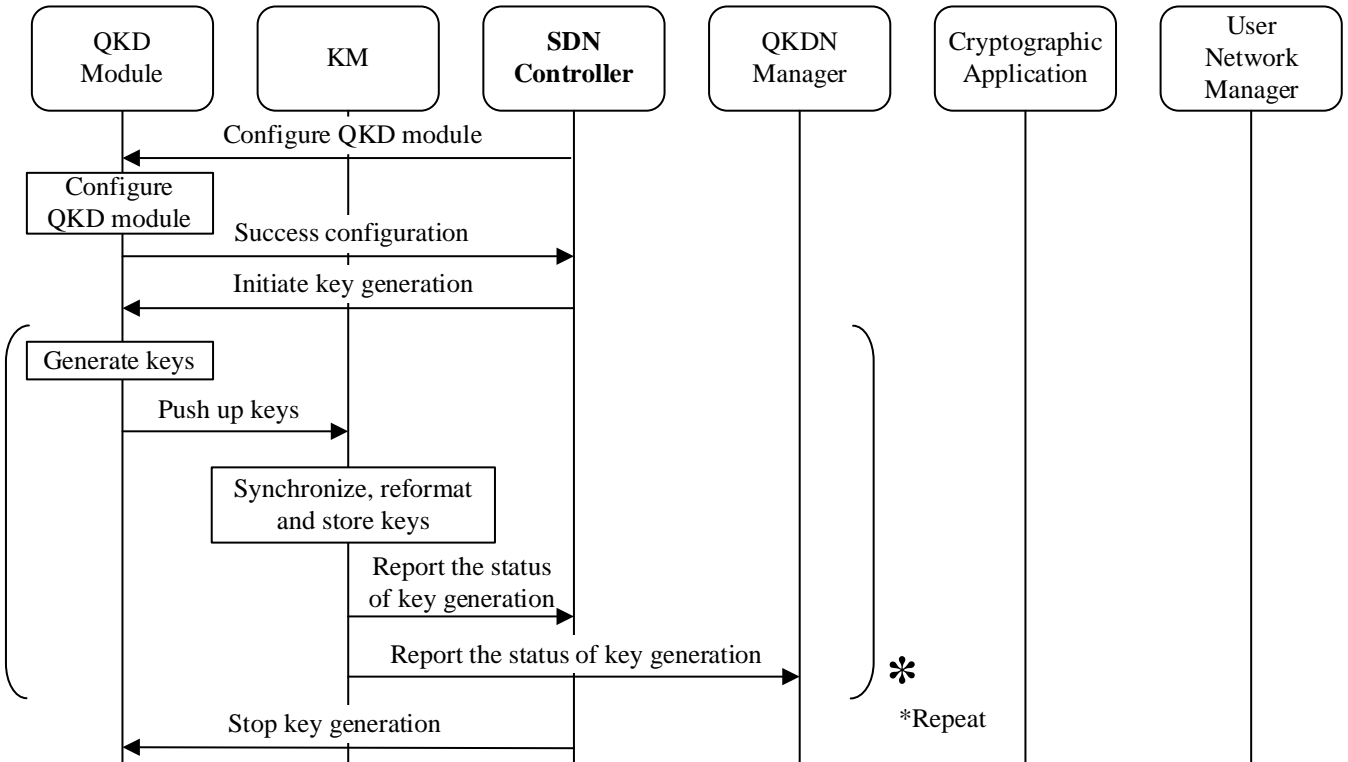 QKD
Module
KM
SDN
Controller
QKDN
Manager
Cryptographic
Application
User
Network
Manager
Configure QKD module
Configure
QKD module
Success configuration
Initiate key generation
Generate keys
Push up keys
Synchronize, reformat
and store keys
Report the status
of key generation
Report the status of key generation
*
*Repeat
Stop key generation